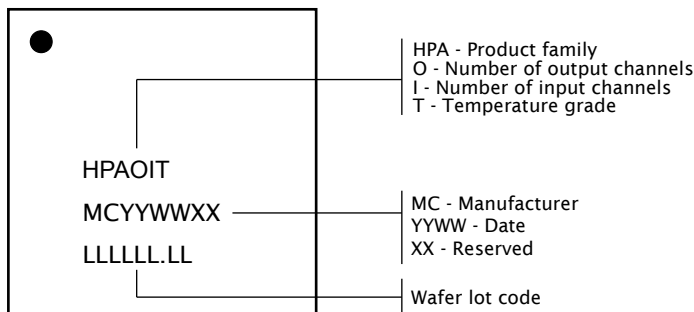 HPA - Product family
O - Number of output channels
I - Number of input channels
T - Temperature grade
HPAOIT
MCYYWWXX
MC - Manufacturer
YYWW - Date
XX - Reserved
LLLLLL.LL
Wafer lot code